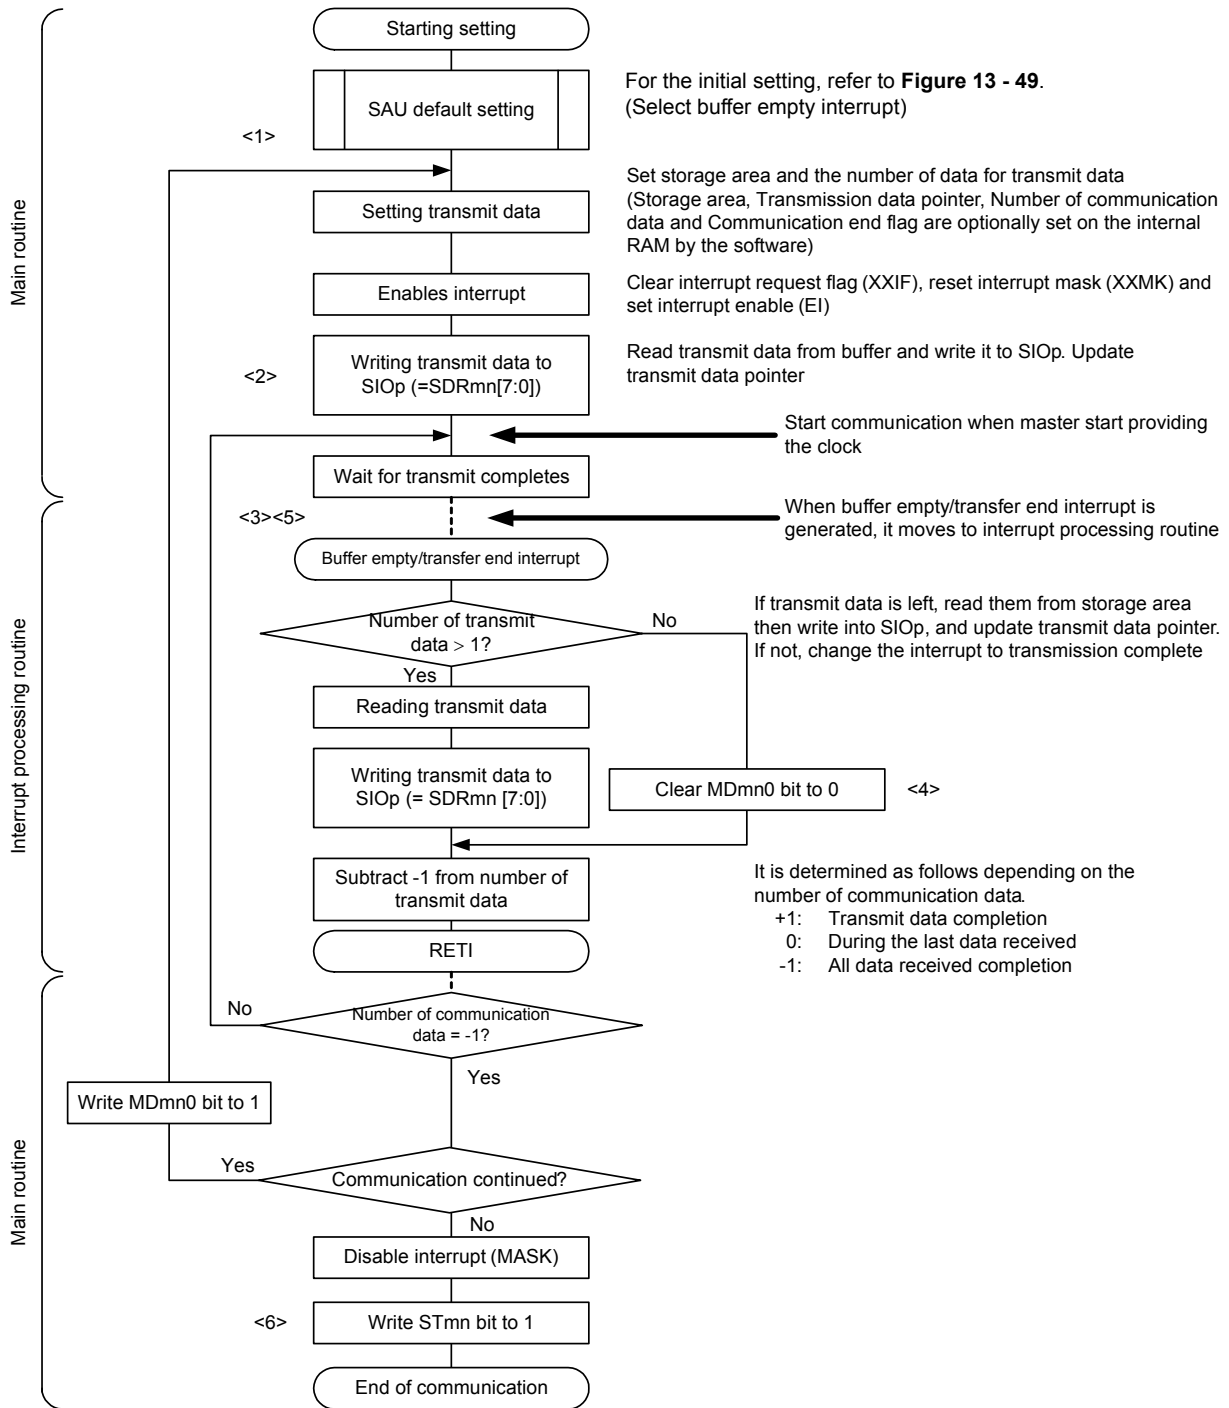 Starting setting
SAU default setting
For the initial setting, refer to Figure 13 - 49.
(Select buffer empty interrupt)
<1>
Main routine
Setting transmit data
Set storage area and the number of data for transmit data
(Storage area, Transmission data pointer, Number of communication
data and Communication end flag are optionally set on the internal
RAM by the software)
Enables interrupt
Clear interrupt request flag (XXIF), reset interrupt mask (XXMK) and
set interrupt enable (EI)
<2>
Writing transmit data to
SIOp (=SDRmn[7:0])
Read transmit data from buffer and write it to SIOp. Update
transmit data pointer
Start communication when master start providing
the clock
Wait for transmit completes
<3><5>
When buffer empty/transfer end interrupt is
generated, it moves to interrupt processing routine
Interrupt processing routine
Buffer empty/transfer end interrupt
Number of transmit
data > 1?
No
Yes
If transmit data is left, read them from storage area
then write into SIOp, and update transmit data pointer.
If not, change the interrupt to transmission complete
Reading transmit data
Writing transmit data to
SIOp (= SDRmn [7:0])
Clear MDmn0 bit to 0
<4>
Subtract -1 from number of
transmit data
It is determined as follows depending on the
number of communication data.
+1: Transmit data completion
0: During the last data received
-1: All data received completion
RETI
Main routine
No
Number of communication
data = -1?
Yes
Write MDmn0 bit to 1
Yes
Communication continued?
No
Disable interrupt (MASK)
<6>
Write STmn bit to 1
End of communication